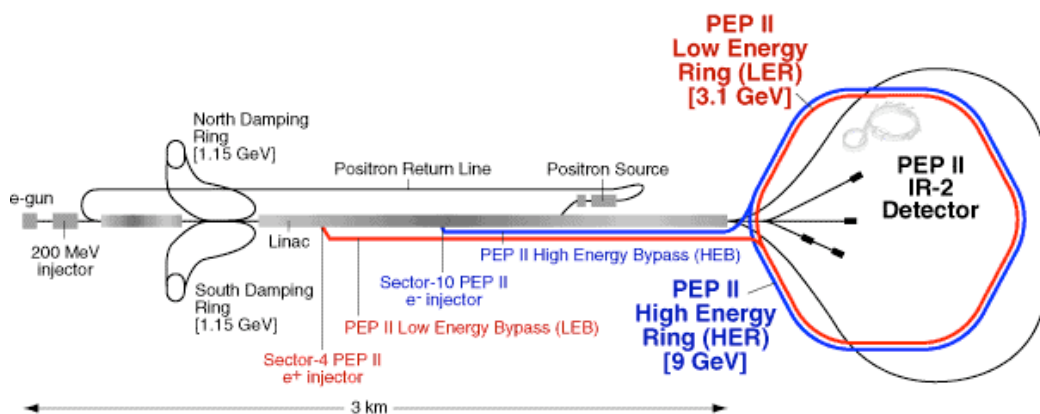 PEP II
Low Energy
Ring (LER)
[3.1 GeV]
North Damping
Ring
[1.15 GeV]
Positron Return Line
Positron Source
e-gun
PEP II
IR-2
Detector
Linac
200 MeV
injector
PEP II High Energy Bypass (HEB)
Sector-10 PEP II
e⁻ injector
South Damping
Ring
[1.15 GeV]
PEP II Low Energy Bypass (LEB)
PEP II
High Energy
Ring (HER)
[9 GeV]
Sector-4 PEP II
e⁺ injector
3 km